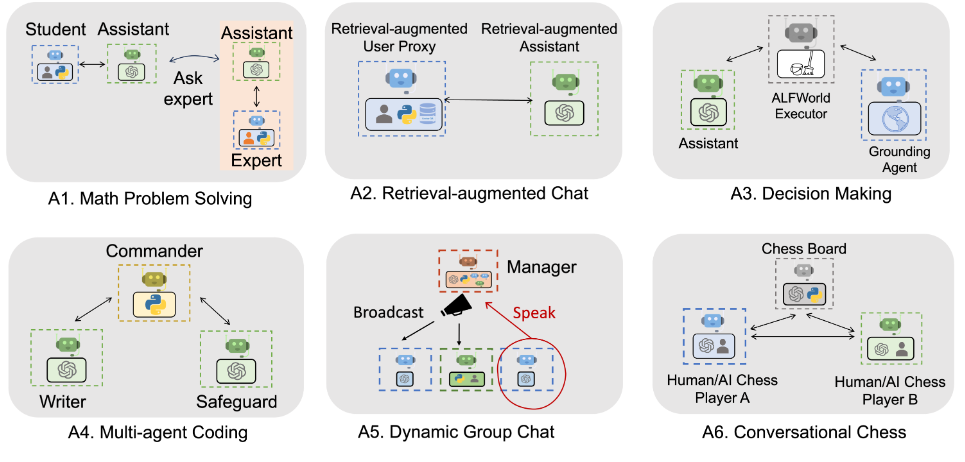 Student Assistant
Assistant
Ask
expert
Expert
A1. Math Problem Solving
Retrieval-augmented
User Proxy
Retrieval-augmented
Assistant
A2. Retrieval-augmented Chat
ALFWorld
Executor
Assistant
Grounding
Agent
A3. Decision Making
Commander
Writer
Safeguard
A4. Multi-agent Coding
Manager
Broadcast
Speak
A5. Dynamic Group Chat
Chess Board
Human/AI Chess
Player A
Human/AI Chess
Player B
A6. Conversational Chess